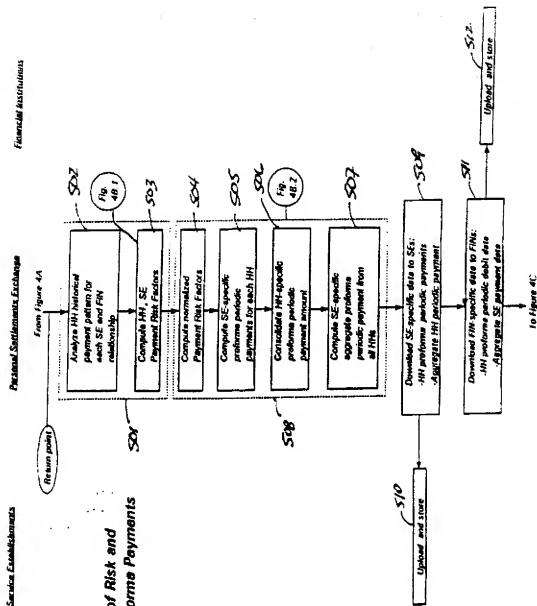 Service Establishments
Personal Settlements Exchange
Financial Institutions
of Risk and
orma Payments
From Figure 4A
Return point
502
Analyze HH historical
payment pattern for
each SE and FIN
relationship
Fig.
4B.1
503
Compute HH, SE
Payment Risk Factors
501
504
Compute normalized
Payment Risk Factors
505
Compute SE-specific
proforma periodic
payments for each HH
506
Consolidate HH-specific
proforma periodic
payment amount
Fig.
4B.2
507
Compute SE-specific
aggregate proforma
periodic payment from
all HHs
508
509
Download SE-specific data to SEs:
-HH proforma periodic payments
-Aggregate HH periodic payment
510
Upload and store
511
Download FIN-specific data to FINs:
-HH proforma periodic debit data
-Aggregate SE payment data
512
Upload and store
to Figure 4C